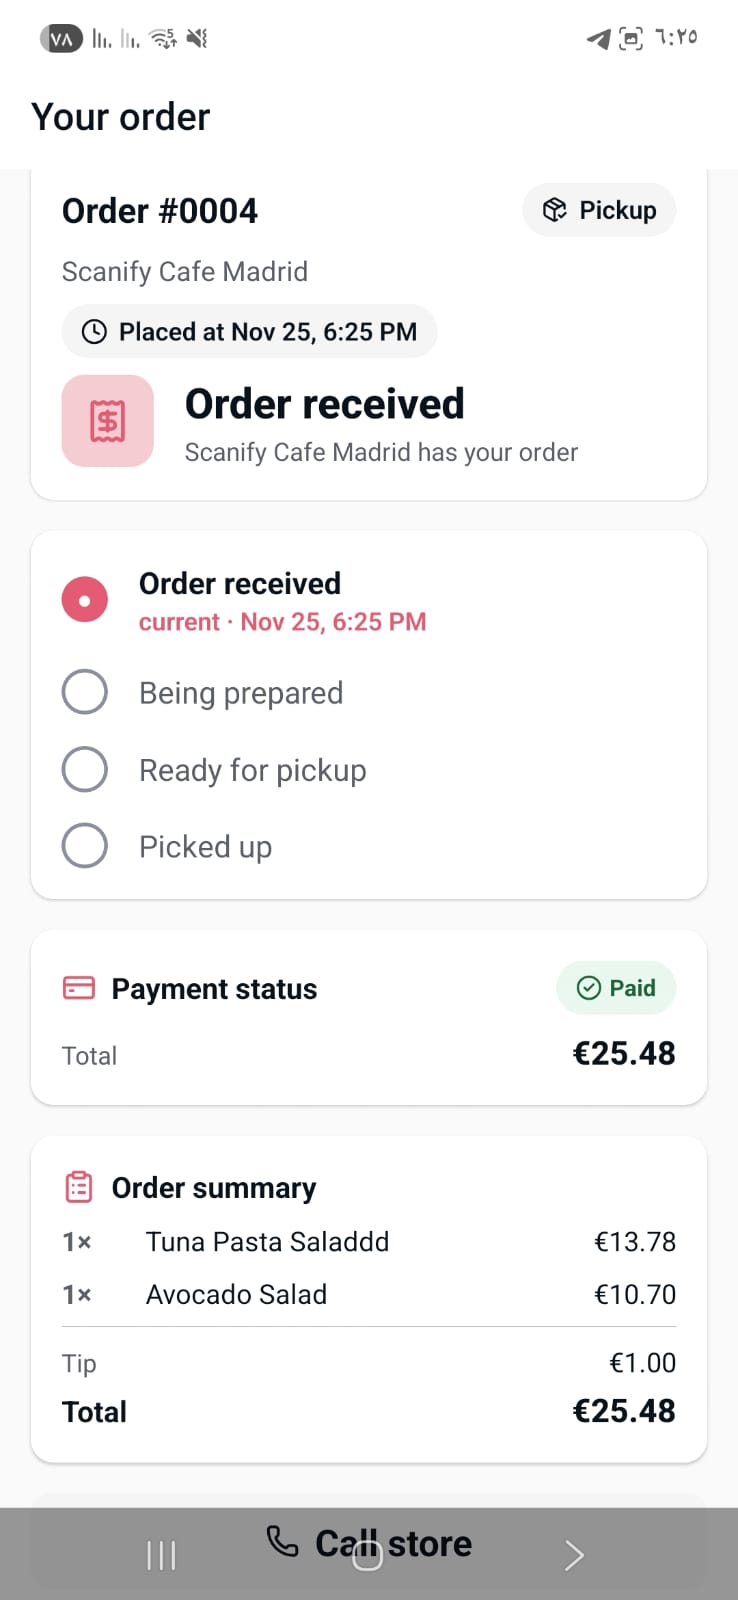 ٧٨
٦:٢٥
Your order
Order #0004
Pickup
Scanify Cafe Madrid
Placed at Nov 25, 6:25 PM
Order received
Scanify Cafe Madrid has your order
Order received
current · Nov 25, 6:25 PM
Being prepared
Ready for pickup
Picked up
Payment status
Paid
Total
€25.48
Order summary
1× Tuna Pasta Saladdd €13.78
1× Avocado Salad €10.70
Tip €1.00
Total €25.48
Call store